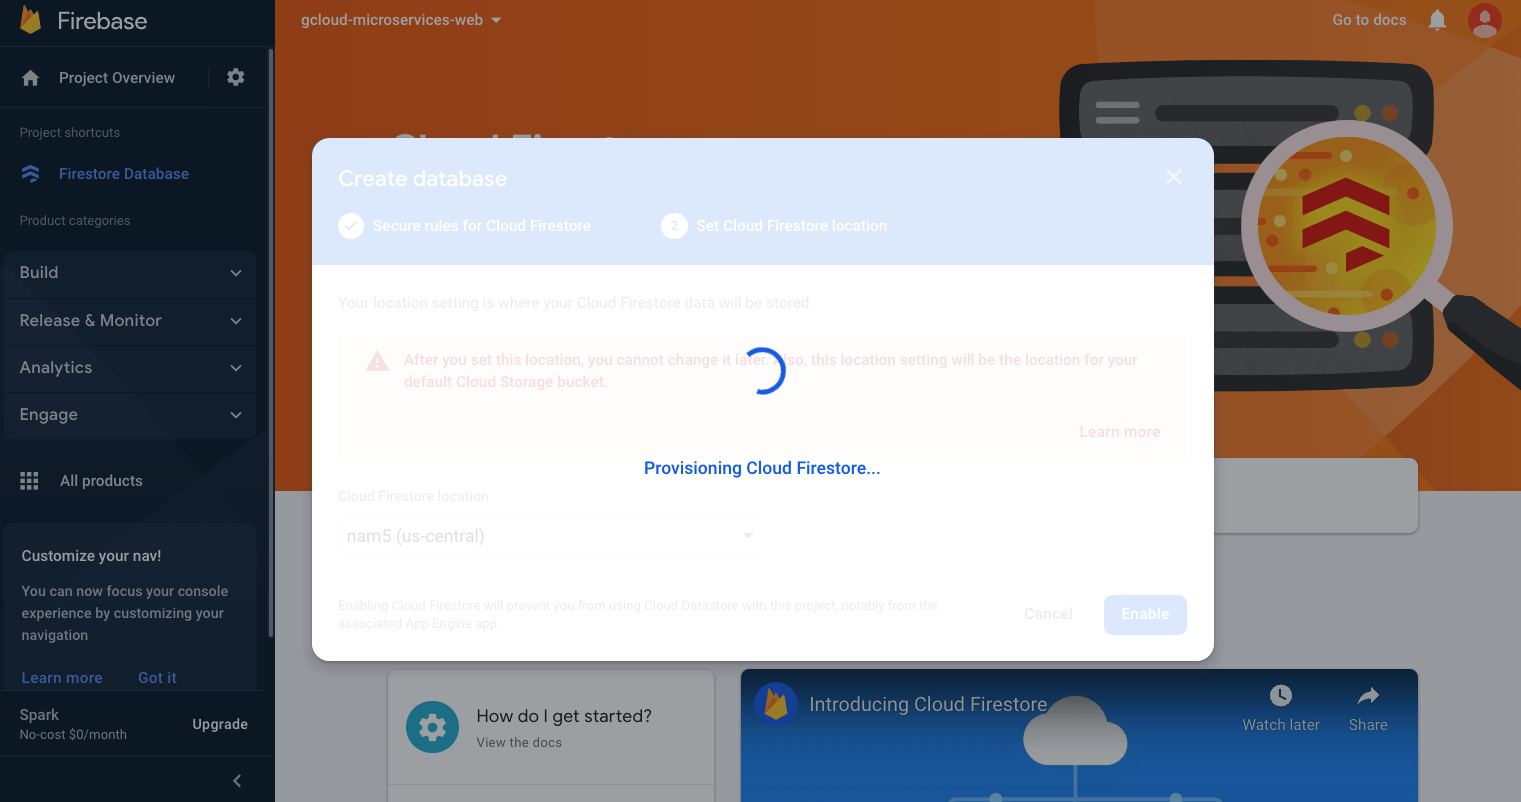 Firebase
gcloud-microservices-web
Go to docs
Project Overview
Project shortcuts
Firestore Database
Product categories
Build
Release & Monitor
Analytics
Engage
All products
Customize your nav!
You can now focus your console
experience by customizing your
navigation
Learn more
Got it
Spark
No-cost $0/month
Upgrade
Create database
Secure rules for Cloud Firestore
2
Set Cloud Firestore location
Your location setting is where your Cloud Firestore data will be stored.
After you set this location, you cannot change it later. Also, this location setting will be the location for your
default Cloud Storage bucket.
Learn more
Provisioning Cloud Firestore...
Cloud Firestore location
nam5 (us-central)
Enabling Cloud Firestore will prevent you from using Cloud Datastore with this project, notably from the
associated App Engine app
Cancel
Enable
How do I get started?
View the docs
Introducing Cloud Firestore
Watch later
Share